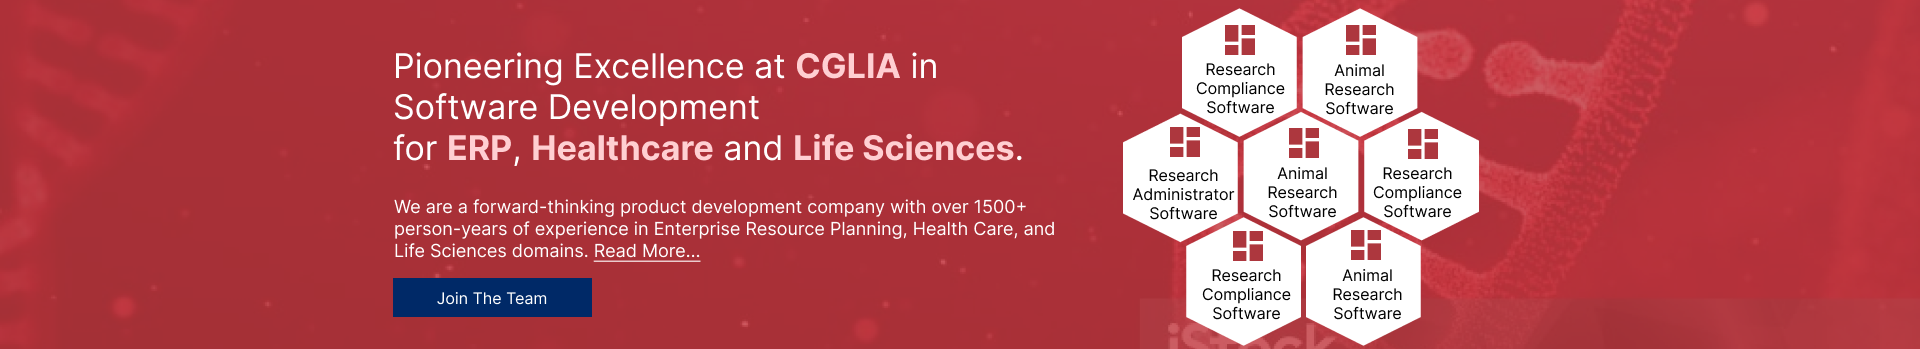 Pioneering Excellence at CGLIA in
Software Development
for ERP, Healthcare and Life Sciences.
We are a forward-thinking product development company with over 1500+
person-years of experience in Enterprise Resource Planning, Health Care, and
Life Sciences domains. Read More...
Join The Team
Research
Compliance
Software
Animal
Research
Software
Research
Administrator
Software
Animal
Research
Software
Research
Compliance
Software
Research
Compliance
Software
Animal
Research
Software
iStock